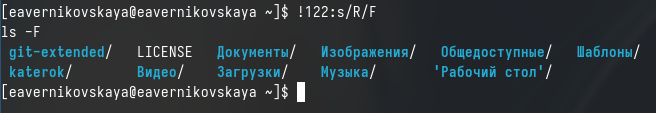 [eavernikovskaya@eavernikovskaya ~]$ !122:s/R/F
ls -F
git-extended/ LICENSE Документы/ Изображения/ Общедоступные/ Шаблоны/
katerok/ Видео/ Загрузки/ Музыка/ 'Рабочий стол'/
[eavernikovskaya@eavernikovskaya ~]$